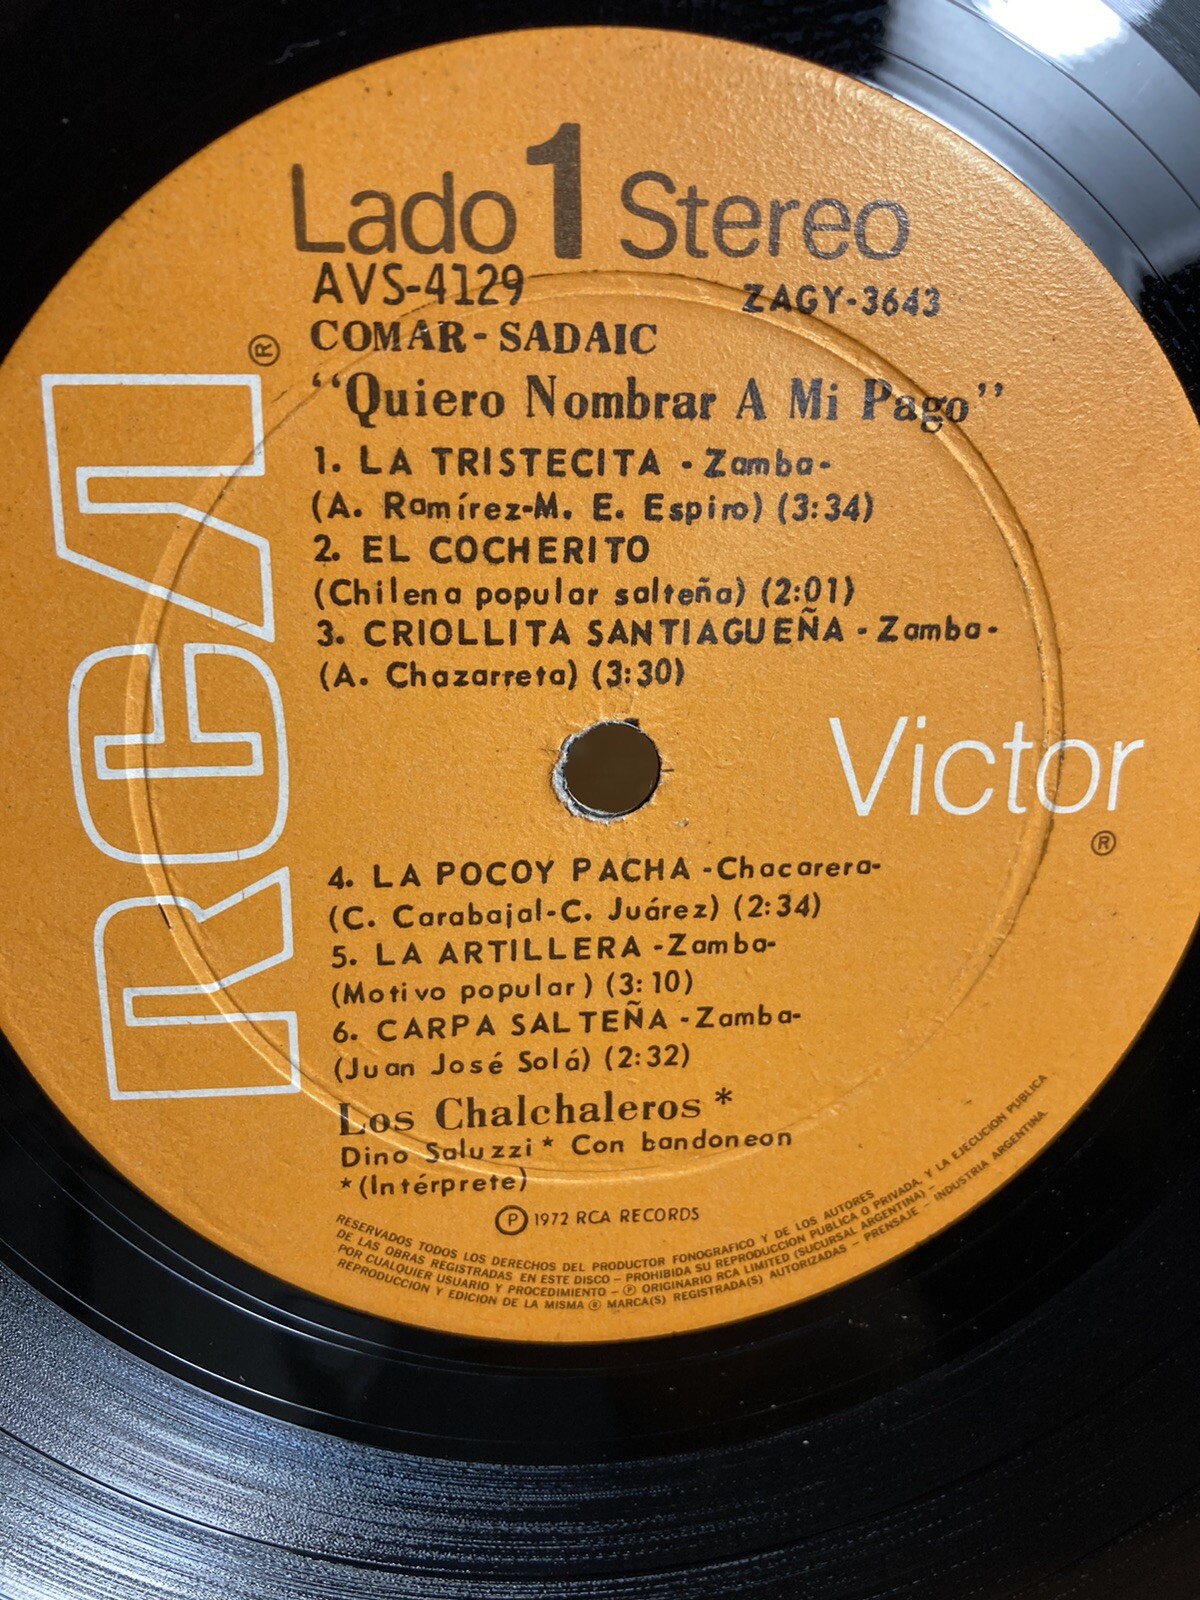 Lado 1 Stereo
AVS-4129 ZAGY-3643
COMAR - SADAIC
"Quiero Nombrar A Mi Pago"
1. LA TRISTECITA - Zamba-
(A. Ramírez-M. E. Espiro) (3:34)
2. EL COCHERITO
(Chilena popular salteña) (2:01)
3. CRIOLLITA SANTIAGUEÑA - Zamba-
(A. Chazarreta) (3:30)
RCA ®
Victor ®
4. LA POCOY PACHA -Chacarera-
(C. Carabajal-C. Juárez) (2:34)
5. LA ARTILLERA -Zamba-
(Motivo popular) (3:10)
6. CARPA SALTEÑA -Zamba-
(Juan José Solá) (2:32)
Los Chalchaleros *
Dino Saluzzi * Con bandoneon
*(Intérprete)
Ⓟ 1972 RCA RECORDS
RESERVADOS TODOS LOS DERECHOS DEL PRODUCTOR FONOGRAFICO Y DE LOS AUTORES
DE LAS OBRAS REGISTRADAS EN ESTE DISCO – PROHIBIDA SU REPRODUCCION PUBLICA O PRIVADA, Y LA EJECUCION PUBLICA
POR CUALQUIER USUARIO Y PROCEDIMIENTO – Ⓟ ORIGINARIO RCA LIMITED (SUCURSAL ARGENTINA) –
REPRODUCCION Y EDICION DE LA MISMA ® MARCA(S) REGISTRADA(S) AUTORIZADAS – PRENSAJE – INDUSTRIA ARGENTINA.